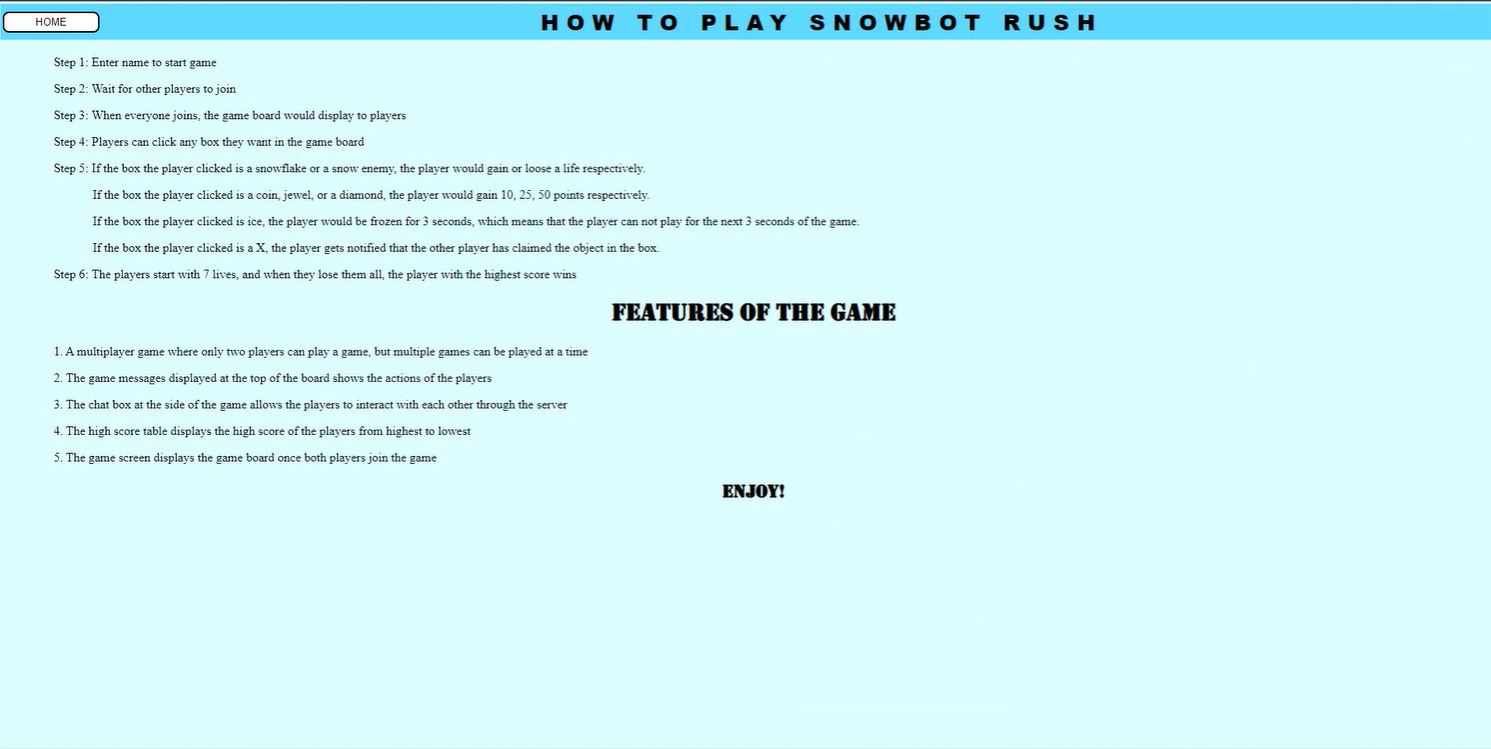 HOME
HOW TO PLAY SNOWBOT RUSH
Step 1: Enter name to start game
Step 2: Wait for other players to join
Step 3: When everyone joins, the game board would display to players
Step 4: Players can click any box they want in the game board
Step 5: If the box the player clicked is a snowflake or a snow enemy, the player would gain or loose a life respectively.
If the box the player clicked is a coin, jewel, or a diamond, the player would gain 10, 25, 50 points respectively.
If the box the player clicked is ice, the player would be frozen for 3 seconds, which means that the player can not play for the next 3 seconds of the game.
If the box the player clicked is a X, the player gets notified that the other player has claimed the object in the box.
Step 6: The players start with 7 lives, and when they lose them all, the player with the highest score wins
FEATURES OF THE GAME
1. A multiplayer game where only two players can play a game, but multiple games can be played at a time
2. The game messages displayed at the top of the board shows the actions of the players
3. The chat box at the side of the game allows the players to interact with each other through the server
4. The high score table displays the high score of the players from highest to lowest
5. The game screen displays the game board once both players join the game
ENJOY!